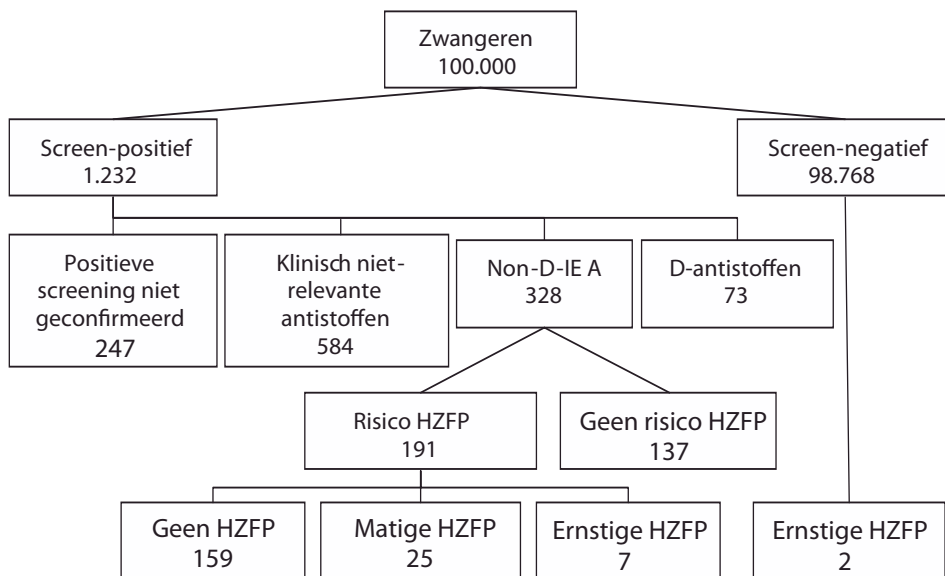 Zwangeren
100.000
Screen-positief
1.232
Screen-negatief
98.768
Positieve
screening niet
geconfirmeerd
247
Klinisch niet-
relevante
antistoffen
584
Non-D-IE A
328
D-antistoffen
73
Risico HZFP
191
Geen risico HZFP
137
Geen HZFP
159
Matige HZFP
25
Ernstige HZFP
7
Ernstige HZFP
2